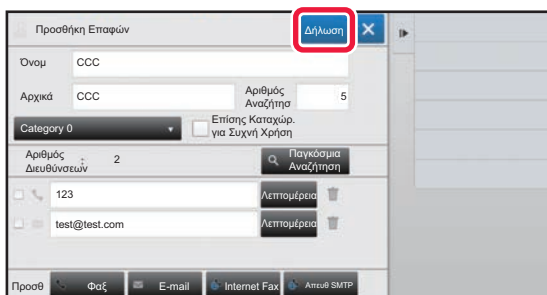 Προσθήκη Επαφών
Δήλωση
Όνομ CCC
Αρχικά CCC
Αριθμός
Αναζήτησ 5
Category 0
Επίσης Καταχώρ.
για Συχνή Χρήση
Αριθμός
Διευθύνσεων : 2
Παγκόσμια
Αναζήτηση
123 Λεπτομέρεια
test@test.com Λεπτομέρεια
Προσθ Φαξ E-mail Internet Fax Απευθ SMTP